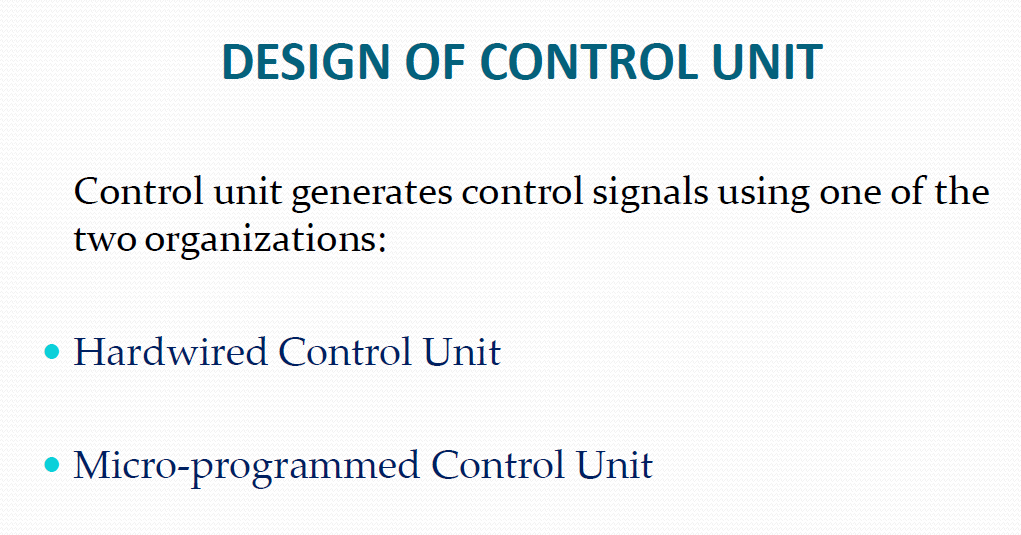 DESIGN OF CONTROL UNIT
Control unit generates control signals using one of the
two organizations:
• Hardwired Control Unit
• Micro-programmed Control Unit